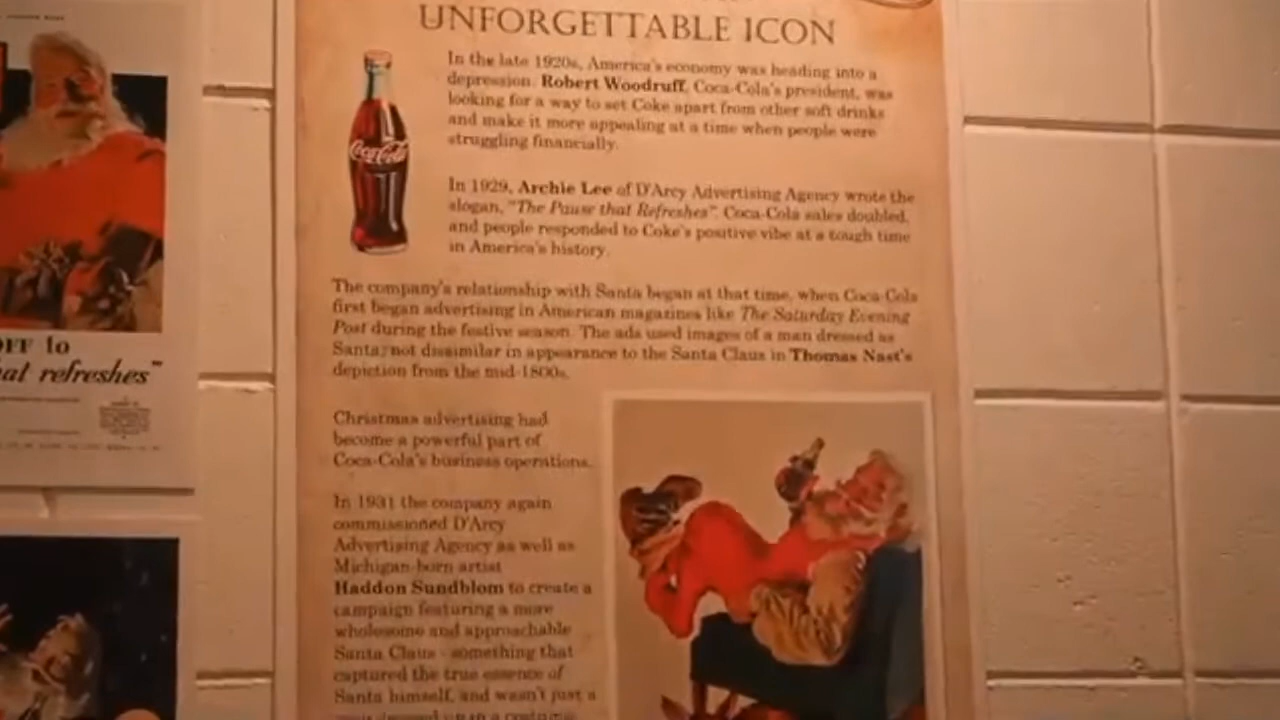 UNFORGETTABLE ICON
In the late 1920s, America's economy was heading into a
depression. Robert Woodruff, Coca-Cola's president, was
looking for a way to set Coke apart from other soft drinks
and make it more appealing at a time when people were
struggling financially.
Coca-Cola
In 1929, Archie Lee of D'Arcy Advertising Agency wrote the
slogan, "The Pause that Refreshes". Coca-Cola sales doubled,
and people responded to Coke's positive vibe at a tough time
in America's history.
The company's relationship with Santa began at that time, when Coca-Cola
first began advertising in American magazines like The Saturday Evening
Post during the festive season. The ads used images of a man dressed as
Santa, not dissimilar in appearance to the Santa Claus in Thomas Nast's
depiction from the mid-1800s.
Christmas advertising had
become a powerful part of
Coca-Cola's business operations.
In 1931 the company again
commissioned D'Arcy
Advertising Agency as well as
Michigan-born artist
Haddon Sundblom to create a
campaign featuring a more
wholesome and approachable
Santa Claus - something that
captured the true essence of
Santa himself, and wasn't just a
OFF to
refreshes"